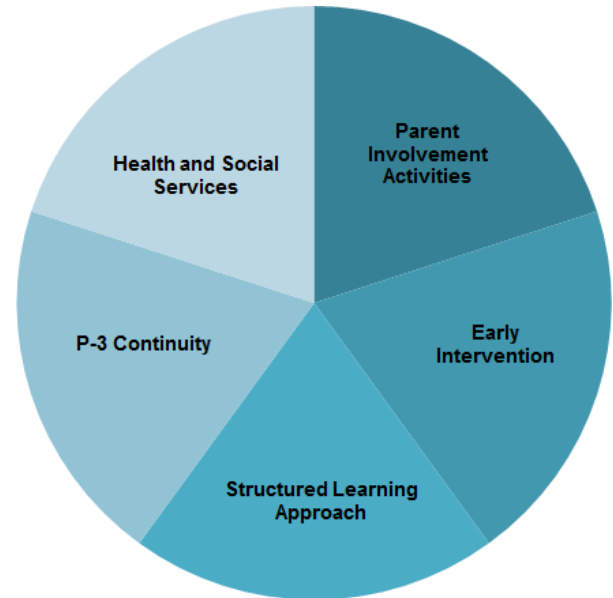 Parent
Involvement
Activities
Health and Social
Services
Early
Intervention
P-3 Continuity
Structured Learning
Approach